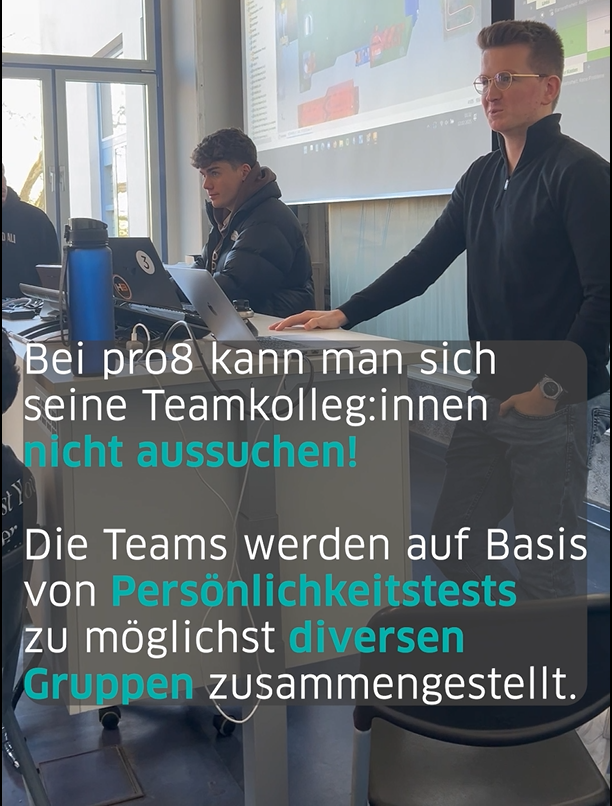 Bei pro8 kann man sich
seine Teamkolleg:innen
nicht aussuchen!
Die Teams werden auf Basis
von Persönlichkeitstests
zu möglichst diversen
Gruppen zusammengestellt.
3